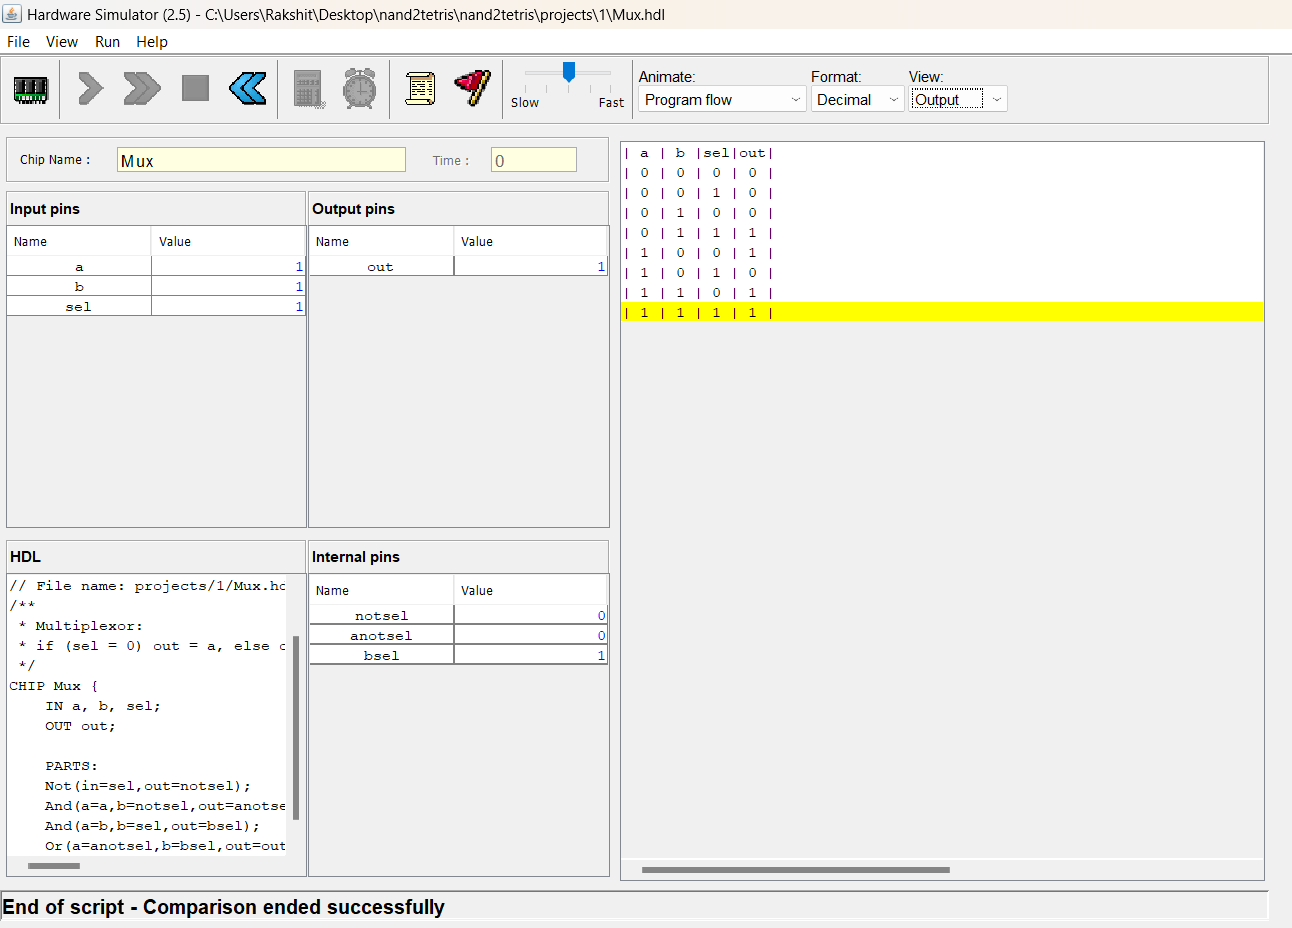 Hardware Simulator (2.5) - C:\Users\Rakshit\Desktop\nand2tetris\nand2tetris\projects\1\Mux.hdl
File View Run Help
Slow Fast
Animate: Format: View:
Program flow Decimal Output
Chip Name : Mux Time : 0
Input pins
Name Value
a 1
b 1
sel 1
Output pins
Name Value
out 1
HDL
// File name: projects/1/Mux.hd
/**
 * Multiplexor:
 * if (sel = 0) out = a, else o
 */
CHIP Mux {
    IN a, b, sel;
    OUT out;
    PARTS:
    Not(in=sel,out=notsel);
    And(a=a,b=notsel,out=anotse
    And(a=b,b=sel,out=bsel);
    Or(a=anotsel,b=bsel,out=out
Internal pins
Name Value
notsel 0
anotsel 0
bsel 1
| a | b |sel|out|
| 0 | 0 | 0 | 0 |
| 0 | 0 | 1 | 0 |
| 0 | 1 | 0 | 0 |
| 0 | 1 | 1 | 1 |
| 1 | 0 | 0 | 1 |
| 1 | 0 | 1 | 0 |
| 1 | 1 | 0 | 1 |
| 1 | 1 | 1 | 1 |
End of script - Comparison ended successfully